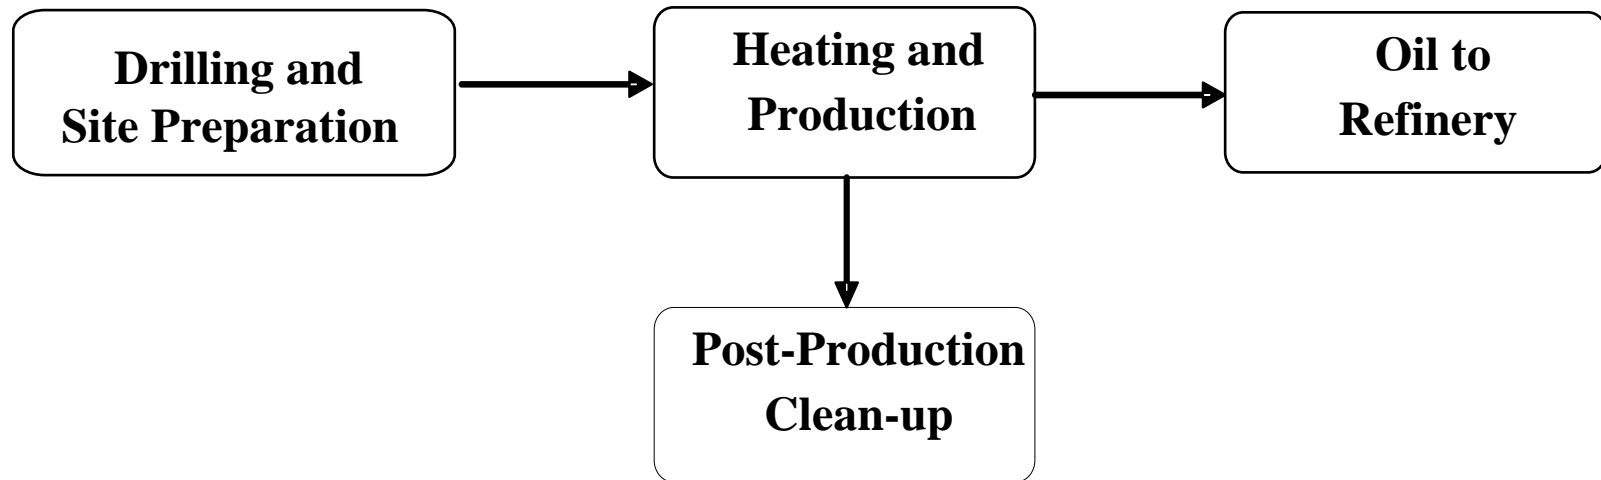 Drilling and
Site Preparation
Heating and
Production
Oil to
Refinery
Post-Production
Clean-up